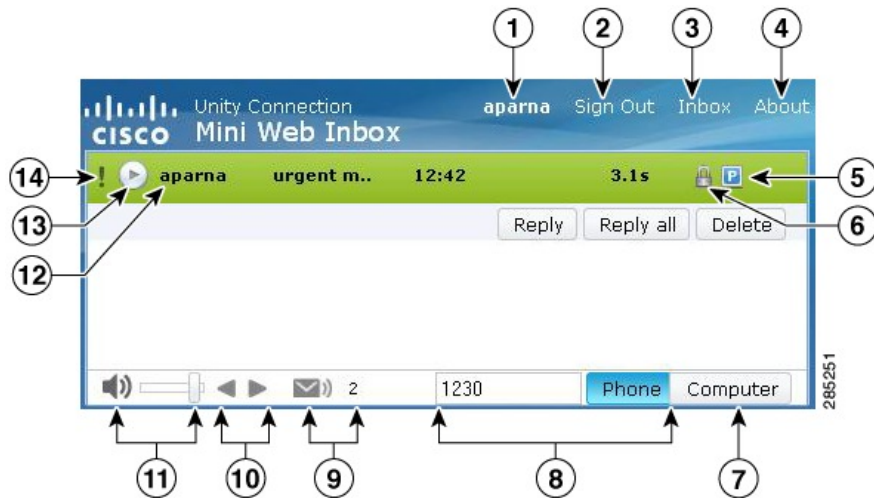 1 2 3 4
Unity Connection
aparna Sign Out Inbox About
CISCO Mini Web Inbox
14 ! aparna urgent m.. 12:42 3.1s P 5
13 Reply Reply all Delete 6
12
2 1230 Phone Computer
285251
11 10 9 8 7